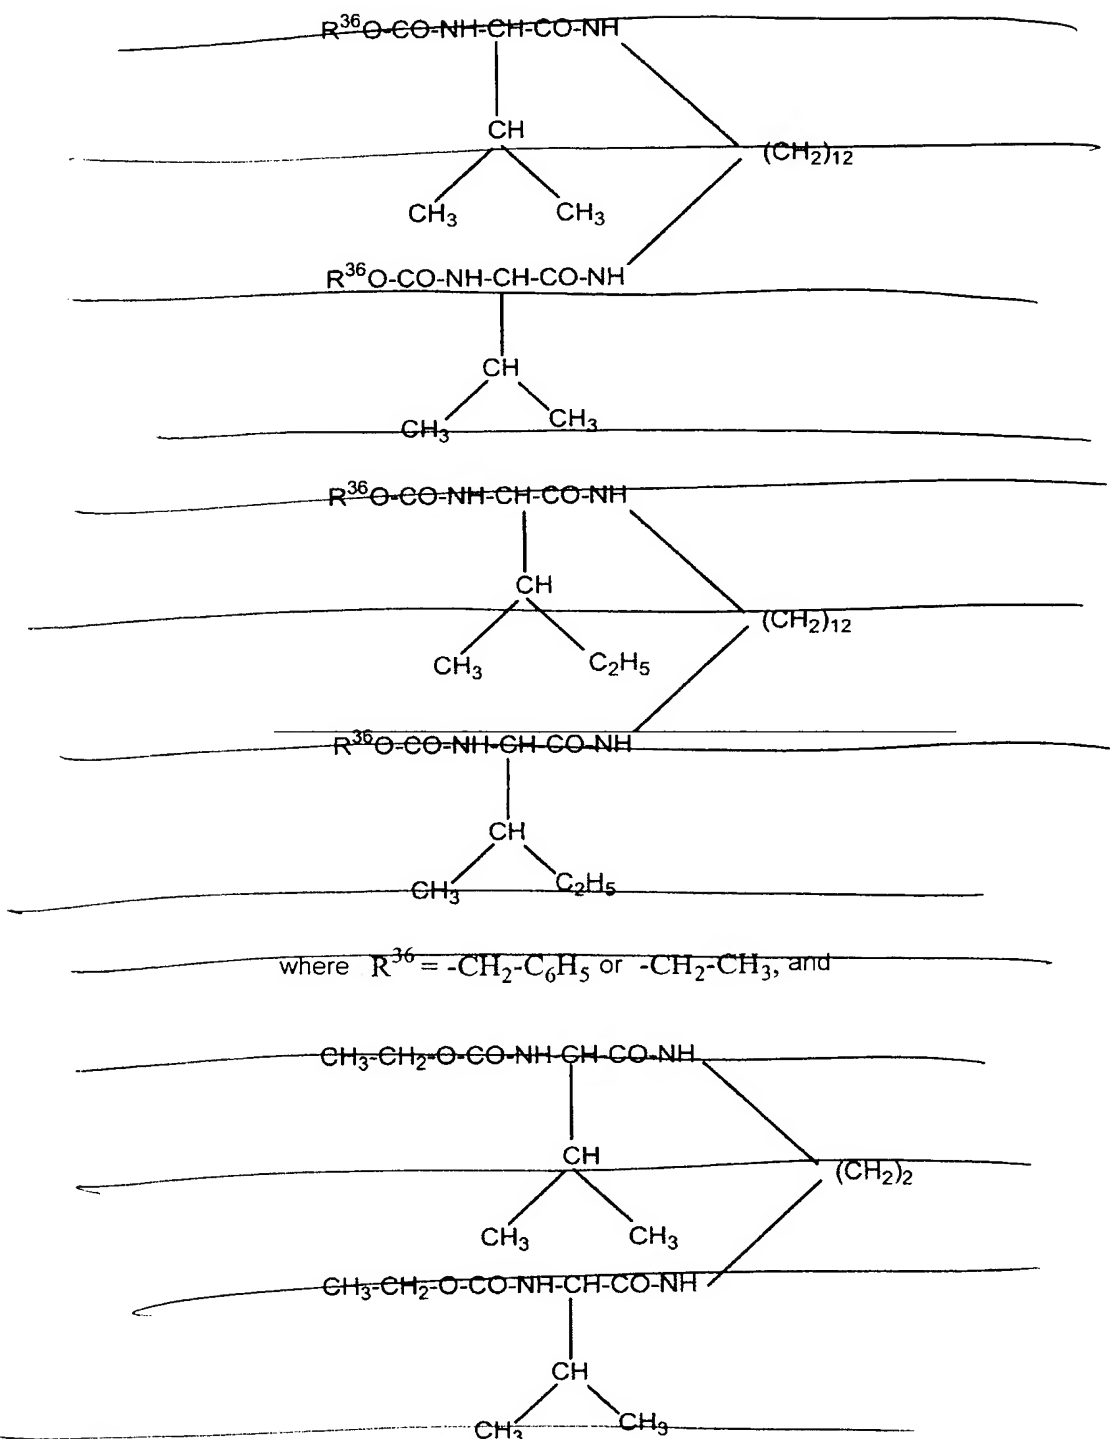 R³⁶O-CO-NH-CH-CO-NH
CH
(CH₂)₁₂
CH₃ CH₃
R³⁶O-CO-NH-CH-CO-NH
CH
CH₃ CH₃
R³⁶O-CO-NH-CH-CO-NH
CH
(CH₂)₁₂
CH₃ C₂H₅
R³⁶O-CO-NH-CH-CO-NH
CH
CH₃ C₂H₅
where R³⁶ = -CH₂-C₆H₅ or -CH₂-CH₃, and
CH₃-CH₂-O-CO-NH-CH-CO-NH
CH
(CH₂)₂
CH₃ CH₃
CH₃-CH₂-O-CO-NH-CH-CO-NH
CH
CH₃ CH₃